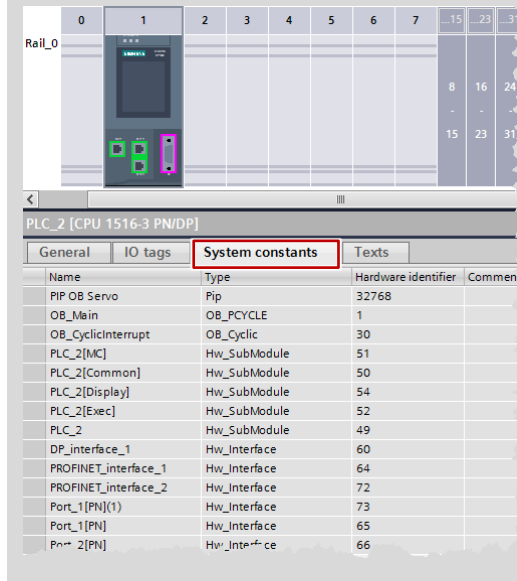 0 1 2 3 4 5 6 7 ...15 ...23 ...31
Rail_0
SIEMENS
8 16 24
- - -
15 23 31
PLC_2 [CPU 1516-3 PN/DP]
General IO tags System constants Texts
Name Type Hardware identifier Commen
PIP OB Servo Pip 32768
OB_Main OB_PCYCLE 1
OB_CyclicInterrupt OB_Cyclic 30
PLC_2[MC] Hw_SubModule 51
PLC_2[Common] Hw_SubModule 50
PLC_2[Display] Hw_SubModule 54
PLC_2[Exec] Hw_SubModule 52
PLC_2 Hw_SubModule 49
DP_interface_1 Hw_Interface 60
PROFINET_interface_1 Hw_Interface 64
PROFINET_interface_2 Hw_Interface 72
Port_1[PN](1) Hw_Interface 73
Port_1[PN] Hw_Interface 65
Port_2[PN] Hw_Interface 66